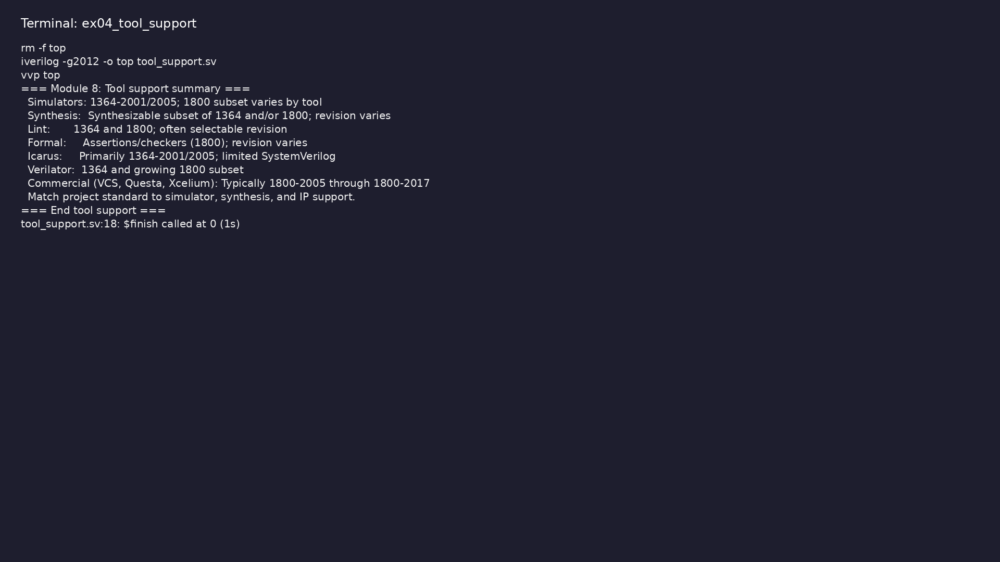 Terminal: ex04_tool_support
rm -f top
iverilog -g2012 -o top tool_support.sv
vvp top
=== Module 8: Tool support summary ===
  Simulators: 1364-2001/2005; 1800 subset varies by tool
  Synthesis:  Synthesizable subset of 1364 and/or 1800; revision varies
  Lint:       1364 and 1800; often selectable revision
  Formal:     Assertions/checkers (1800); revision varies
  Icarus:     Primarily 1364-2001/2005; limited SystemVerilog
  Verilator:  1364 and growing 1800 subset
  Commercial (VCS, Questa, Xcelium): Typically 1800-2005 through 1800-2017
  Match project standard to simulator, synthesis, and IP support.
=== End tool support ===
tool_support.sv:18: $finish called at 0 (1s)